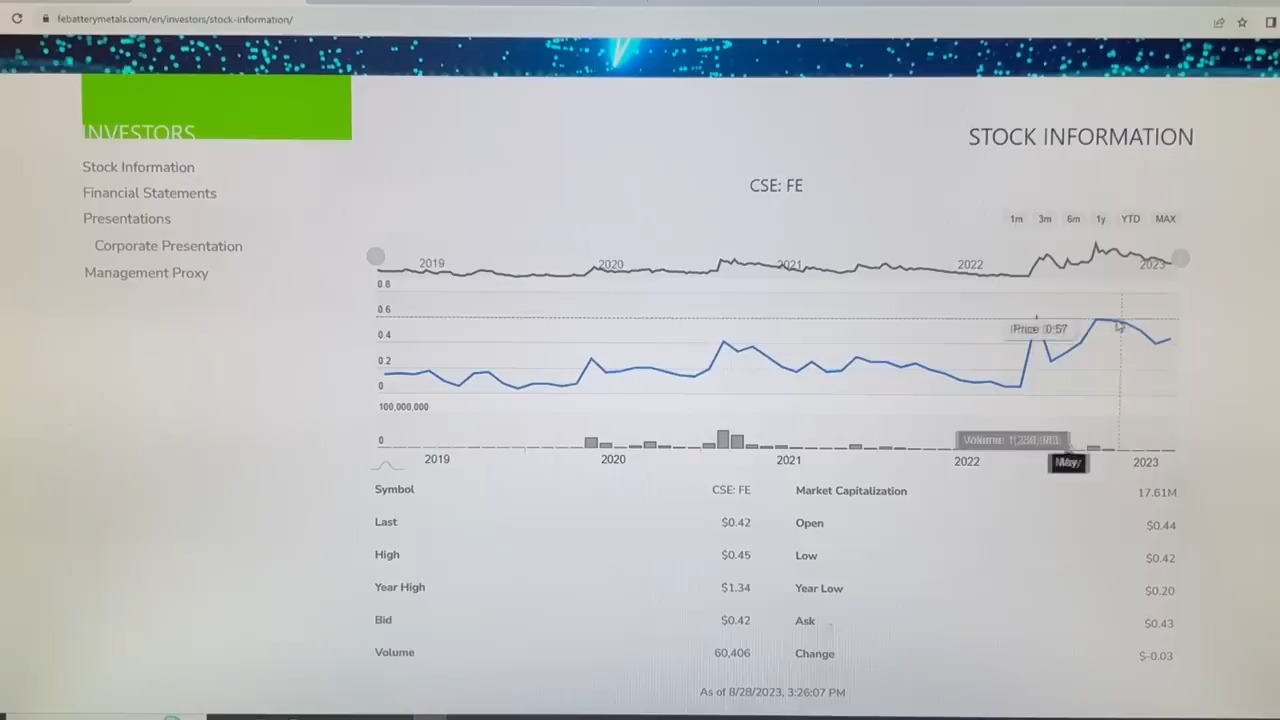 febatterymetals.com/en/investors/stock-information/
INVESTORS
STOCK INFORMATION
Stock Information
Financial Statements
Presentations
Corporate Presentation
Management Proxy
CSE: FE
1m 3m 6m 1y YTD MAX
2019 2020 2021 2022 2023
0.8
0.6
Price 0.57
0.4
0.2
0
100,000,000
0
Volume:
2019 2020 2021 2022 May 2023
Symbol CSE: FE Market Capitalization 17.61M
Last $0.42 Open $0.44
High $0.45 Low $0.42
Year High $1.34 Year Low $0.20
Bid $0.42 Ask $0.43
Volume 60,406 Change $-0.03
As of 8/28/2023, 3:26:07 PM